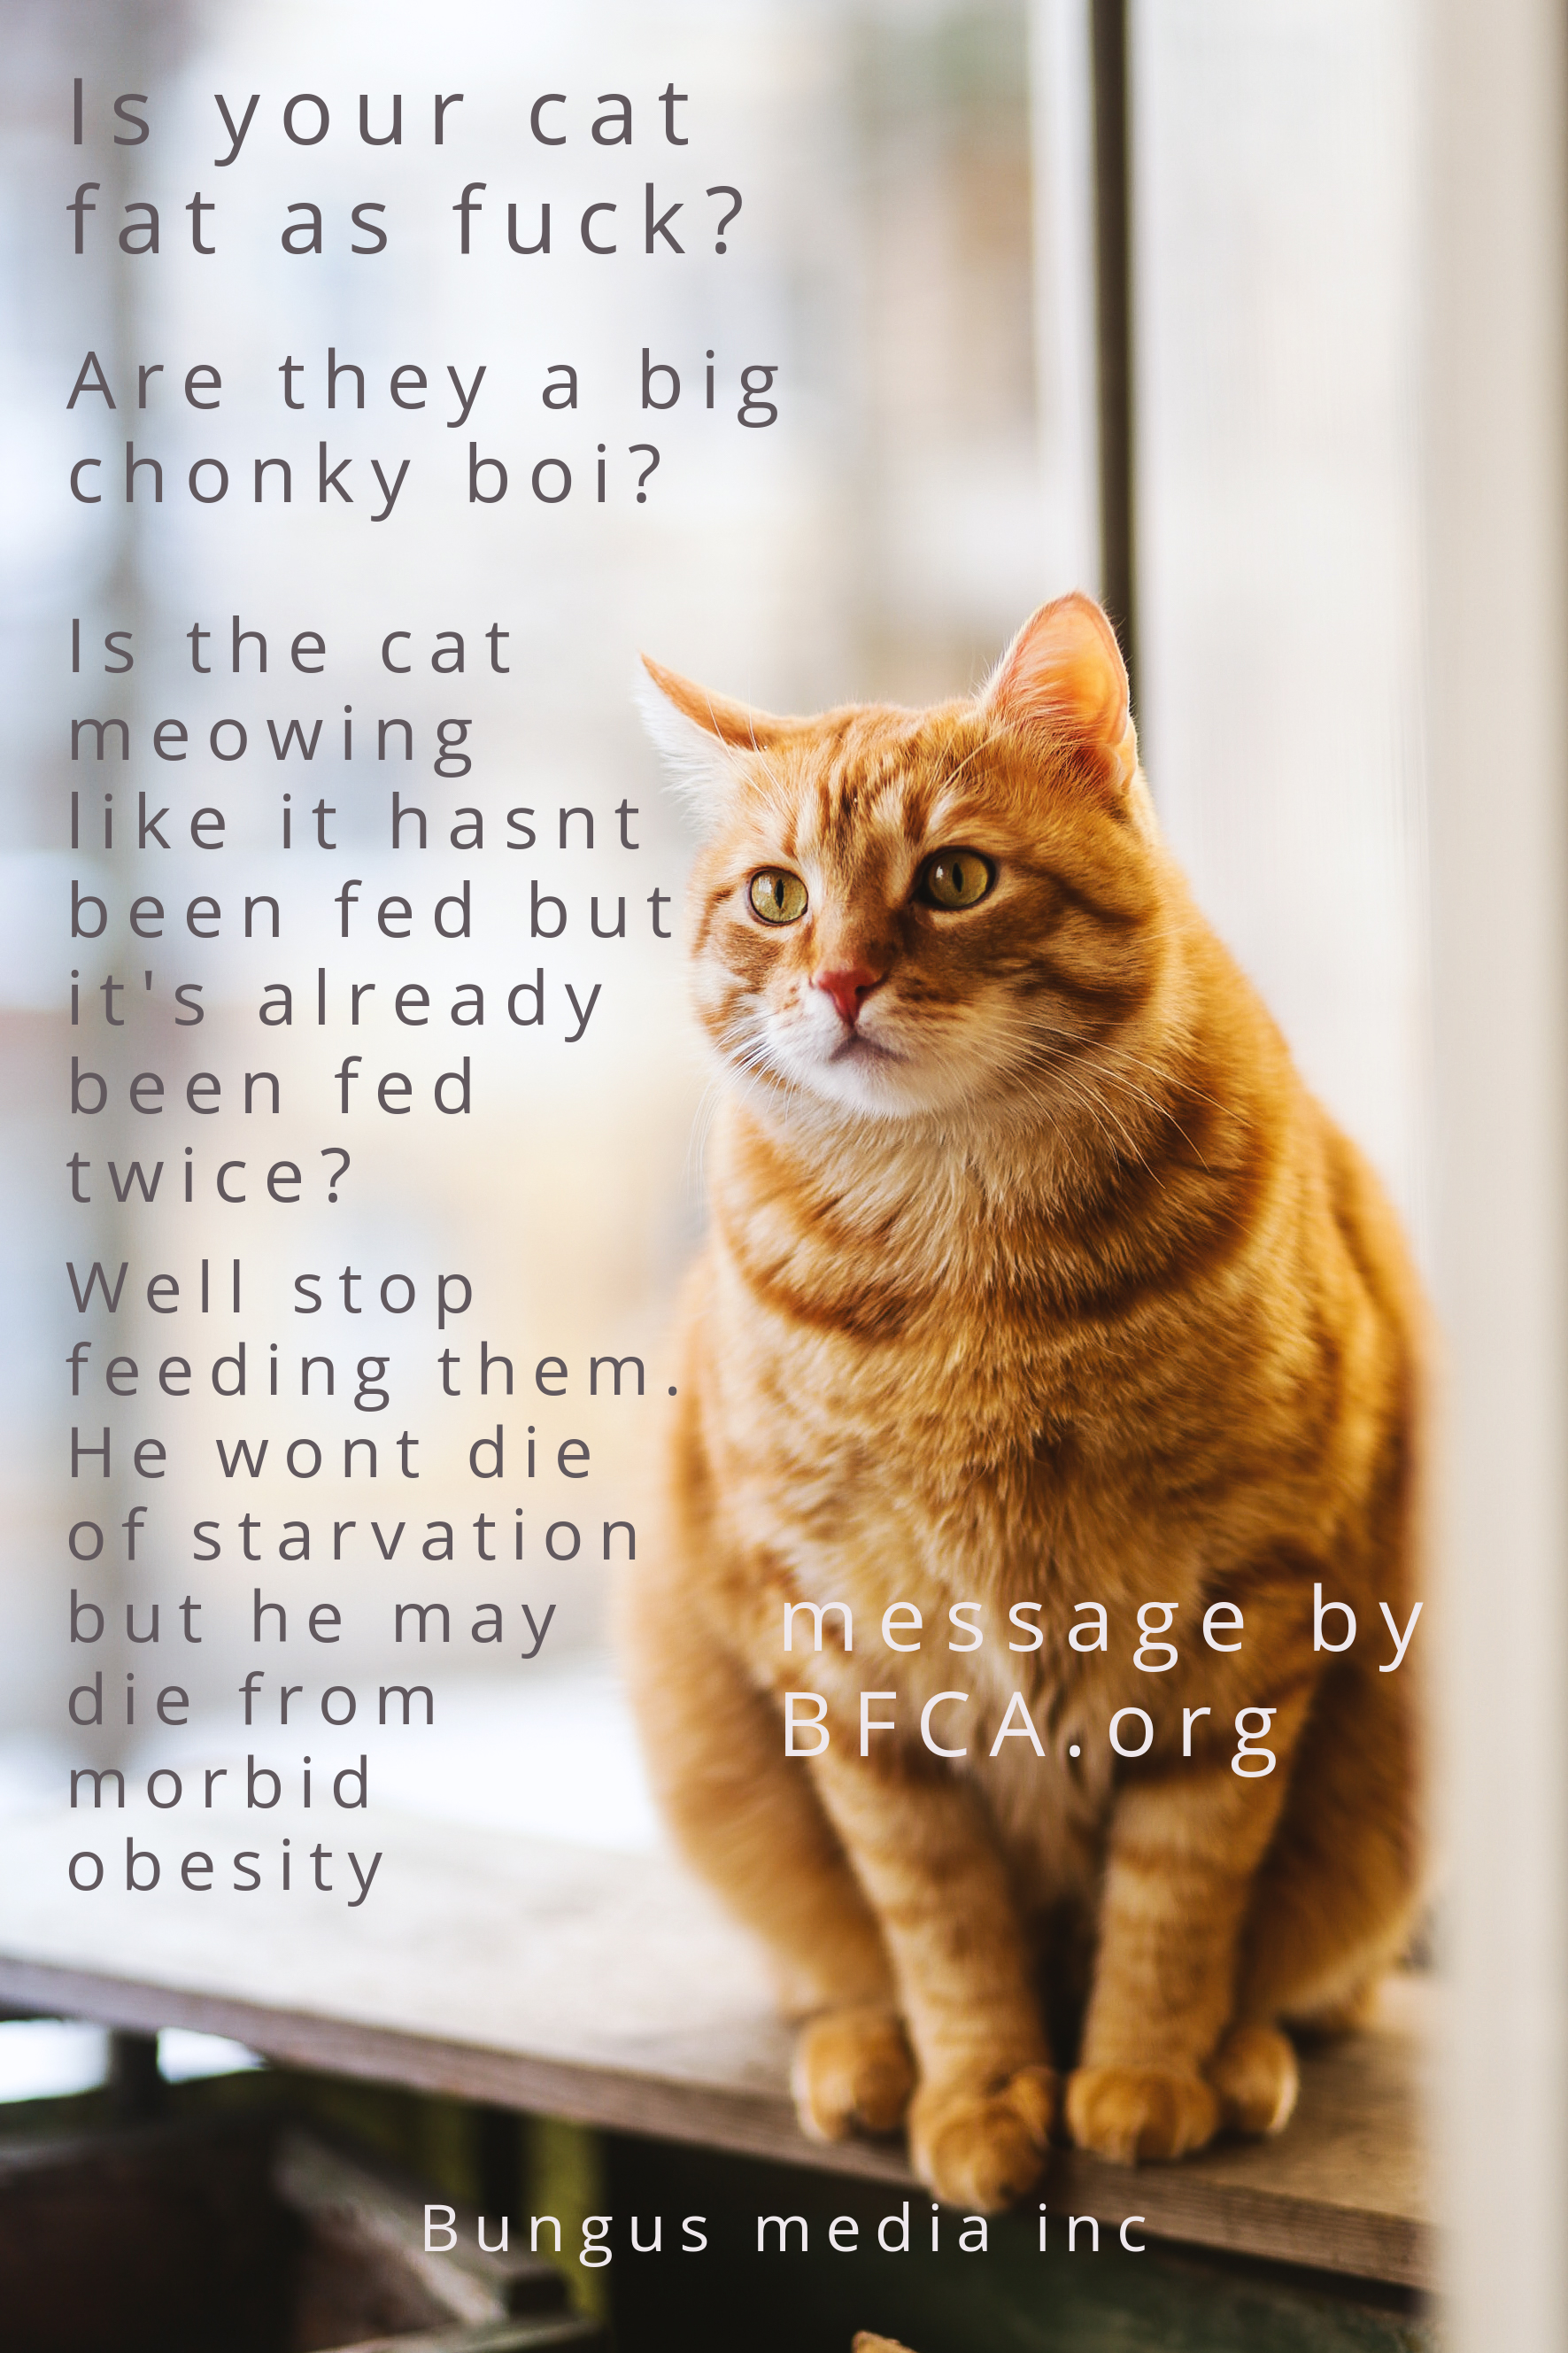 Is your cat
fat as fuck?
Are they a big
chonky boi?
Is the cat
meowing
like it hasnt
been fed but
it's already
been fed
twice?
Well stop
feeding them.
He wont die
of starvation
but he may
die from
morbid
obesity
message by
BFCA.org
Bungus media inc